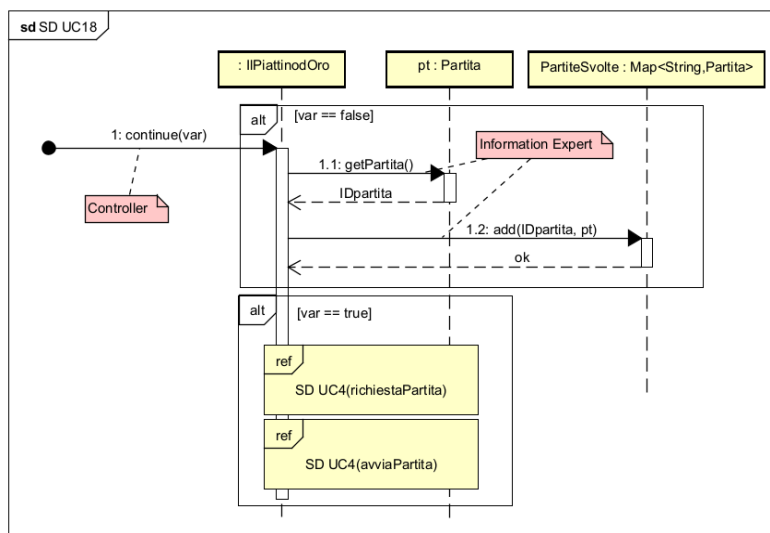 sd SD UC18
: IlPiattinodOro
pt : Partita
PartiteSvolte : Map<String,Partita>
alt
[var == false]
1: continue(var)
Information Expert
1.1: getPartita()
Controller
IDpartita
1.2: add(IDpartita, pt)
ok
alt
[var == true]
ref
SD UC4(richiestaPartita)
ref
SD UC4(avviaPartita)